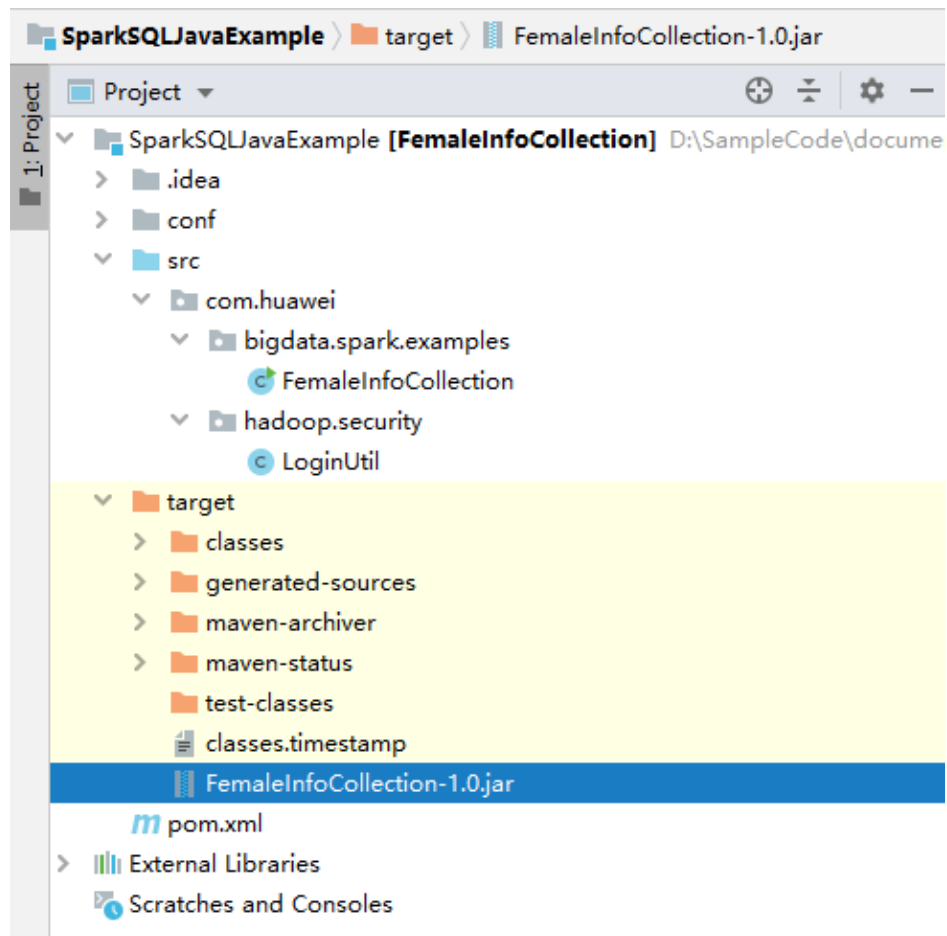 SparkSQLJavaExample target FemaleInfoCollection-1.0.jar
1: Project
Project
SparkSQLJavaExample [FemaleInfoCollection] D:\SampleCode\docume
.idea
conf
src
com.huawei
bigdata.spark.examples
FemaleInfoCollection
hadoop.security
LoginUtil
target
classes
generated-sources
maven-archiver
maven-status
test-classes
classes.timestamp
FemaleInfoCollection-1.0.jar
pom.xml
External Libraries
Scratches and Consoles